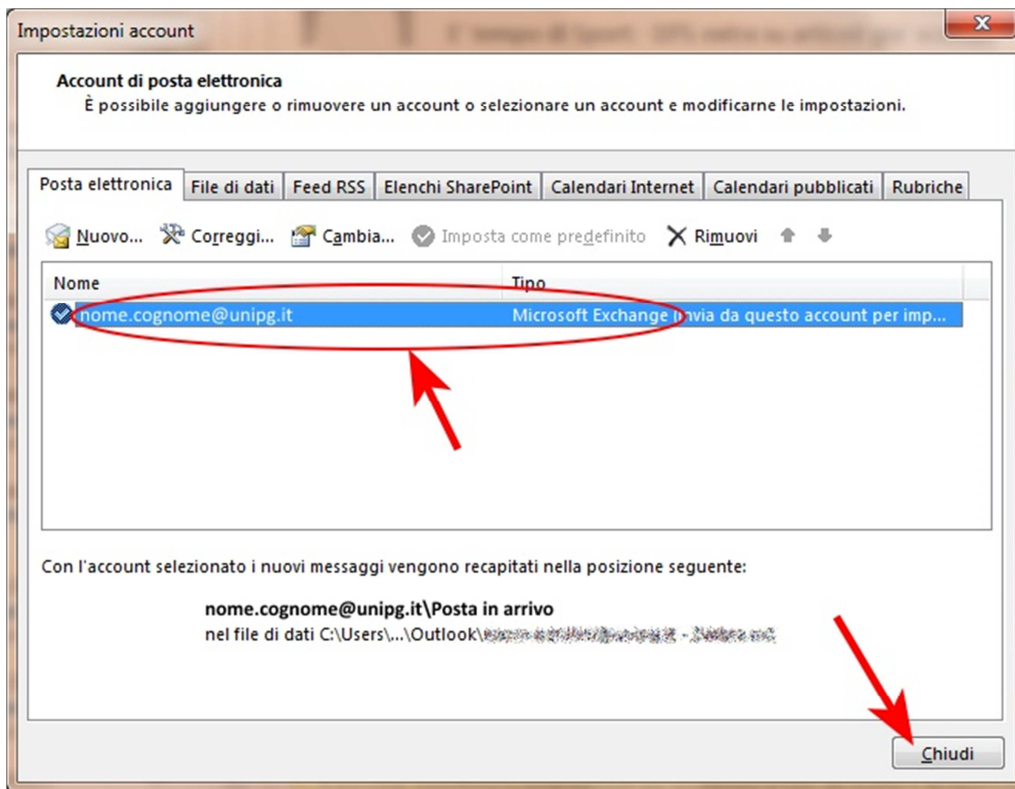 Impostazioni account
Account di posta elettronica
È possibile aggiungere o rimuovere un account o selezionare un account e modificarne le impostazioni.
Posta elettronica File di dati Feed RSS Elenchi SharePoint Calendari Internet Calendari pubblicati Rubriche
Nuovo... Correggi... Cambia... Imposta come predefinito Rimuovi
Nome Tipo
nome.cognome@unipg.it Microsoft Exchange (invia da questo account per imp...
Con l'account selezionato i nuovi messaggi vengono recapitati nella posizione seguente:
nome.cognome@unipg.it\Posta in arrivo
nel file di dati C:\Users\...\Outlook\
Chiudi